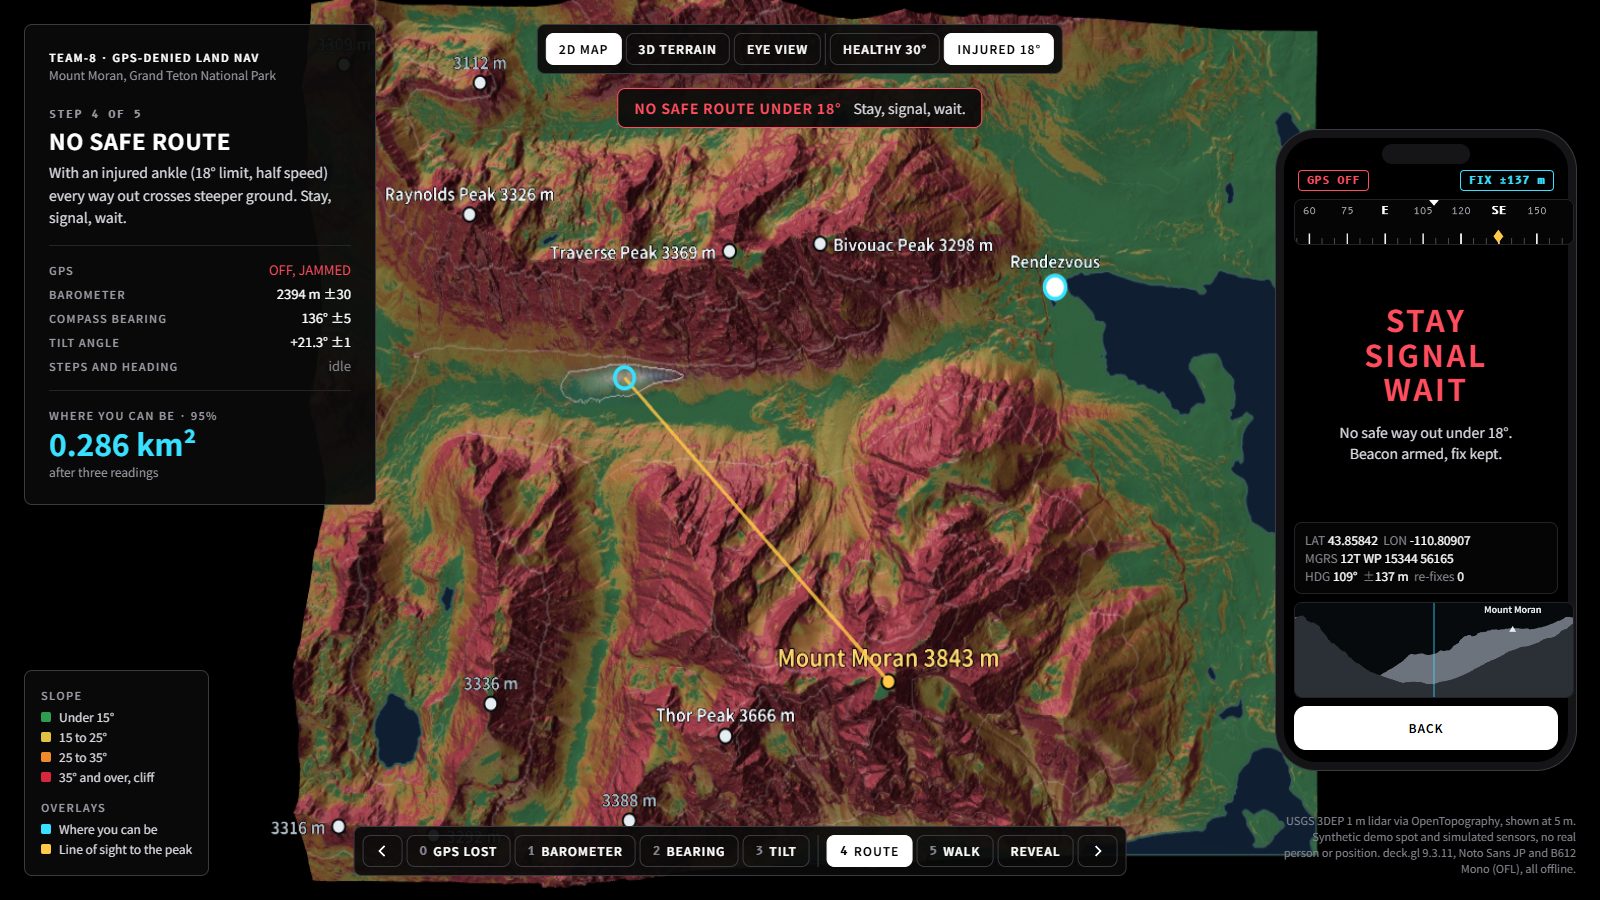 TEAM-8 · GPS-DENIED LAND NAV
Mount Moran, Grand Teton National Park
STEP 4 OF 5
NO SAFE ROUTE
With an injured ankle (18° limit, half speed)
every way out crosses steeper ground. Stay,
signal, wait.
GPS OFF, JAMMED
BAROMETER 2394 m ±30
COMPASS BEARING 136° ±5
TILT ANGLE +21.3° ±1
STEPS AND HEADING idle
WHERE YOU CAN BE · 95%
0.286 km²
after three readings
2D MAP 3D TERRAIN EYE VIEW HEALTHY 30° INJURED 18°
NO SAFE ROUTE UNDER 18° Stay, signal, wait.
3309 m
3112 m
Raynolds Peak 3326 m
Traverse Peak 3369 m
Bivouac Peak 3298 m
Rendezvous
Mount Moran 3843 m
3336 m
Thor Peak 3666 m
3388 m
3316 m
SLOPE
Under 15°
15 to 25°
25 to 35°
35° and over, cliff
OVERLAYS
Where you can be
Line of sight to the peak
0 GPS LOST 1 BAROMETER 2 BEARING 3 TILT 4 ROUTE 5 WALK REVEAL
GPS OFF FIX ±137 m
60 75 E 105 120 SE 150
STAY
SIGNAL
WAIT
No safe way out under 18°.
Beacon armed, fix kept.
LAT 43.85842 LON -110.80907
MGRS 12T WP 15344 56165
HDG 109° ±137 m re-fixes 0
Mount Moran
BACK
USGS 3DEP 1 m lidar via OpenTopography, shown at 5 m.
Synthetic demo spot and simulated sensors, no real
person or position. deck.gl 9.3.11, Noto Sans JP and B612
Mono (OFL), all offline.